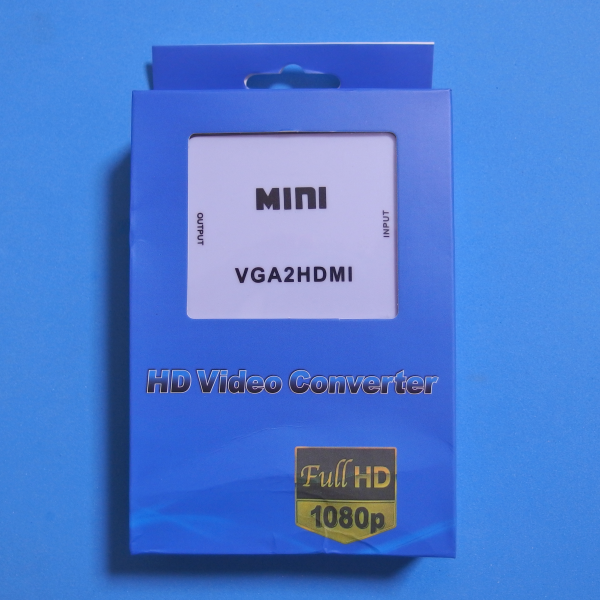 MINI
OUTPUT
INPUT
VGA2HDMI
HD Video Converter
Full HD
1080p